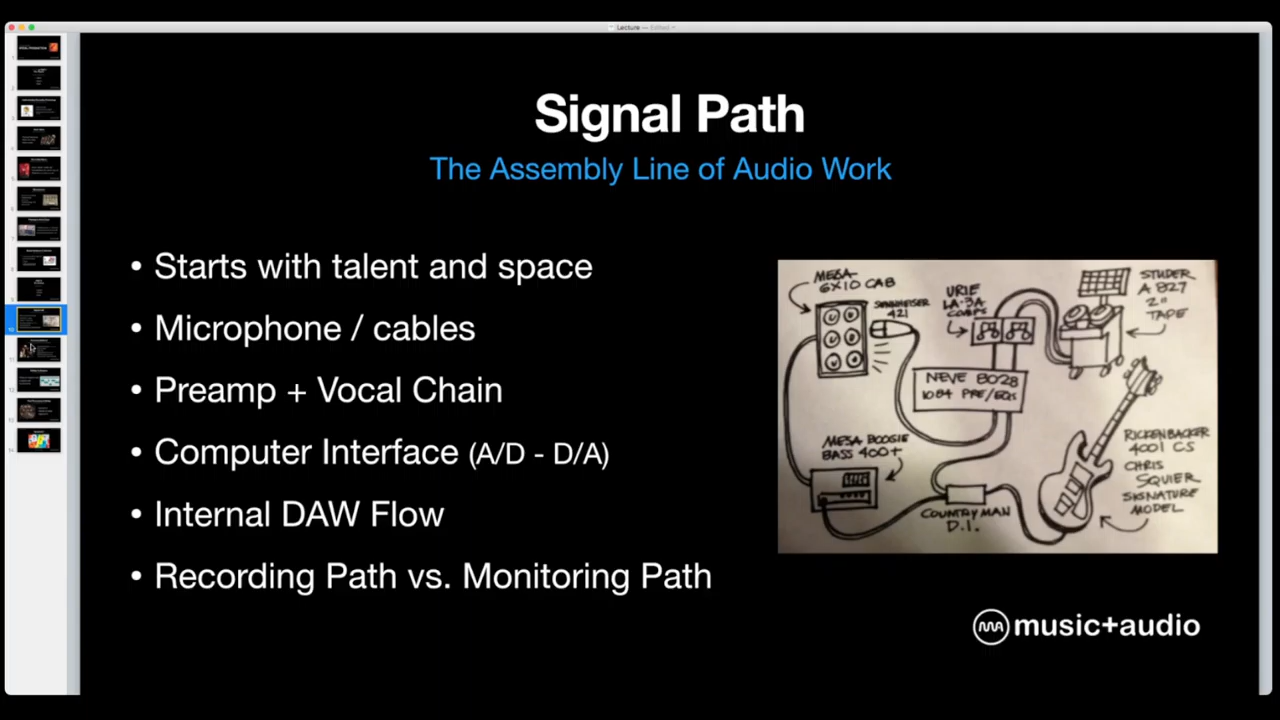 Lecture — Edited
Signal Path
The Assembly Line of Audio Work
• Starts with talent and space
• Microphone / cables
• Preamp + Vocal Chain
• Computer Interface (A/D - D/A)
• Internal DAW Flow
• Recording Path vs. Monitoring Path
MESA
6X10 CAB
SENNHEISER
421
URIE
LA-3A
COMPS
STUDER
A 827
2"
TAPE
NEVE 8028
1084 PRE/EQS
MESA BOOGIE
BASS 400+
COUNTRYMAN
D.I.
RICKENBACKER
4001 CS
CHRIS
SQUIER
SIGNATURE
MODEL
music+audio